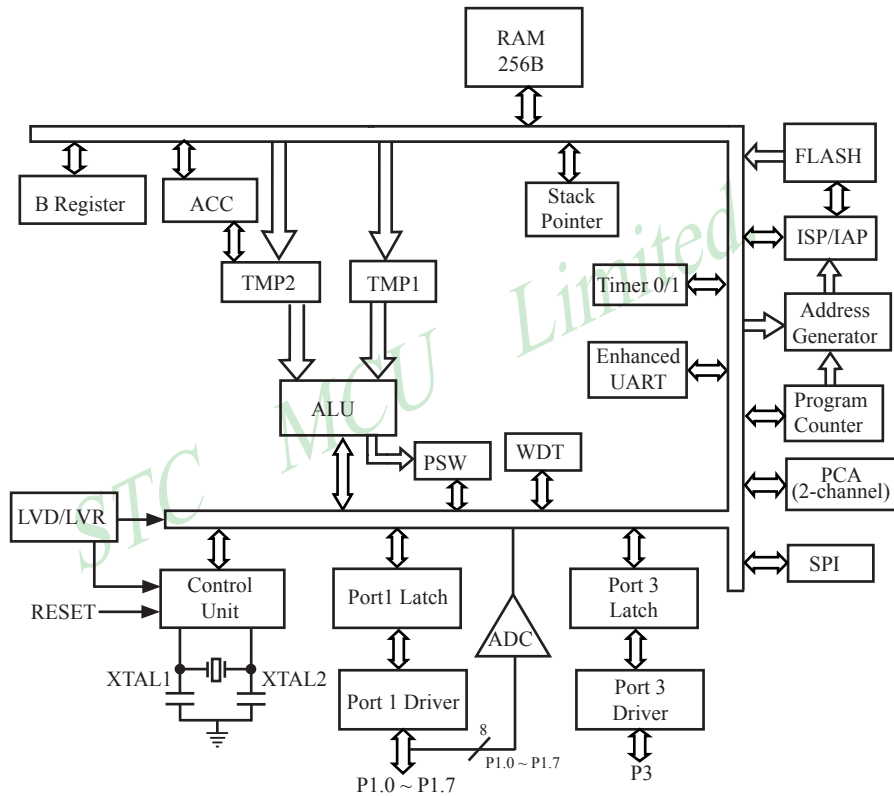 RAM
256B
FLASH
B Register
ACC
Stack
Pointer
ISP/IAP
TMP2
TMP1
Timer 0/1
Address
Generator
Enhanced
UART
ALU
Program
Counter
PSW
WDT
PCA
(2-channel)
LVD/LVR
SPI
Control
Unit
Port1 Latch
Port 3
Latch
RESET
ADC
XTAL1
XTAL2
Port 1 Driver
Port 3
Driver
8
P1.0 ~ P1.7
P1.0 ~ P1.7
P3
STC MCU Limited